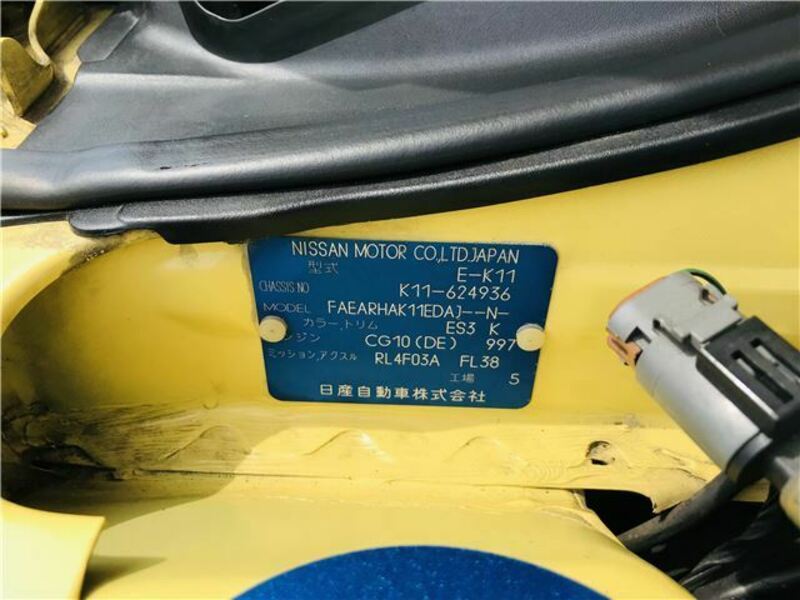 NISSAN MOTOR CO.,LTD.JAPAN
型式 E-K11
CHASSIS NO K11-624936
MODEL FAEARHAK11EDAJ--N-
カラー,トリム ES3 K
ンジン CG10(DE) 997
ミッション,アクスル RL4F03A FL38
工場 5
日産自動車株式会社